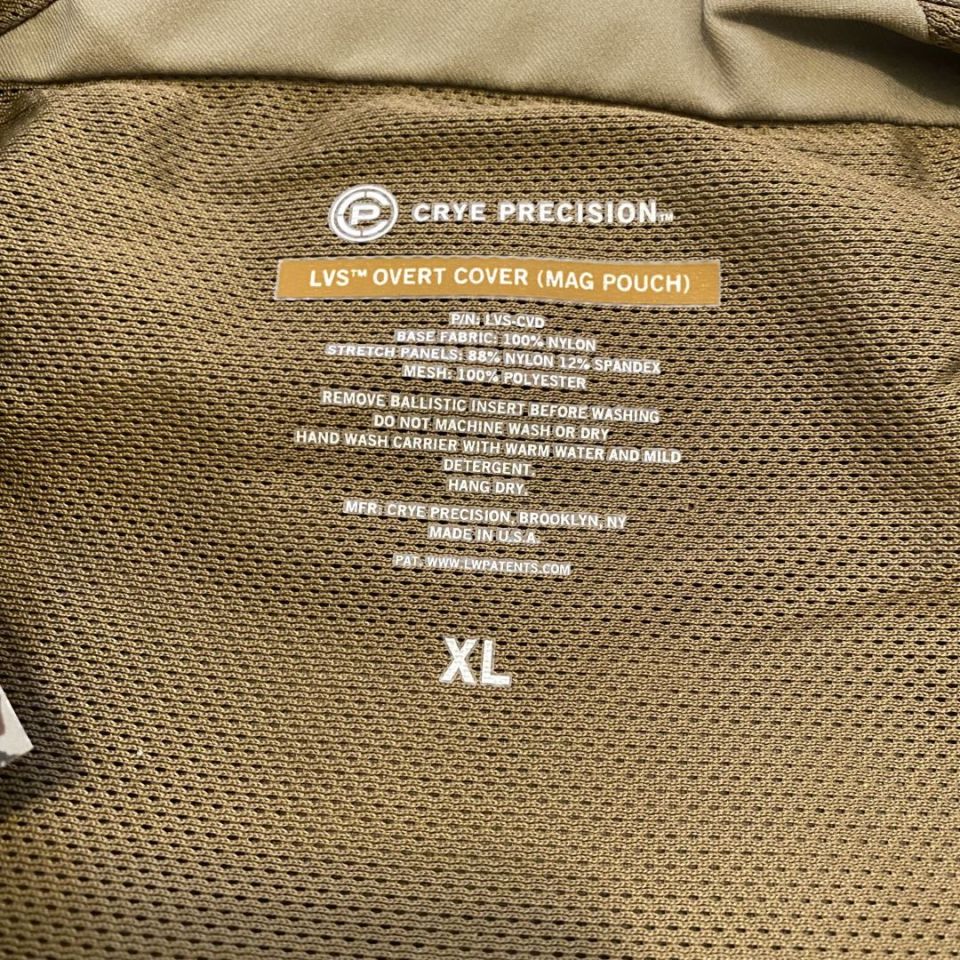 CP CRYE PRECISION™
LVS™ OVERT COVER (MAG POUCH)
P/N: LVS-CVD
BASE FABRIC: 100% NYLON
STRETCH PANELS: 88% NYLON 12% SPANDEX
MESH: 100% POLYESTER
REMOVE BALLISTIC INSERT BEFORE WASHING
DO NOT MACHINE WASH OR DRY
HAND WASH CARRIER WITH WARM WATER AND MILD
DETERGENT.
HANG DRY.
MFR: CRYE PRECISION, BROOKLYN, NY
MADE IN U.S.A.
PAT. WWW.LWPATENTS.COM
XL